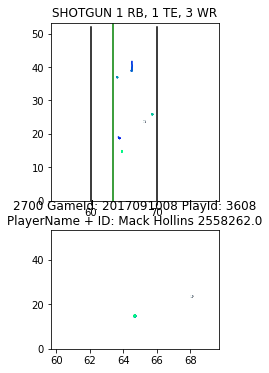 SHOTGUN 1 RB, 1 TE, 3 WR
50
40
30
20
10
0
60 70
2700 GameId: 2017091008 PlayId: 3608
PlayerName + ID: Mack Hollins 2558262.0
40
20
0
60 62 64 66 68